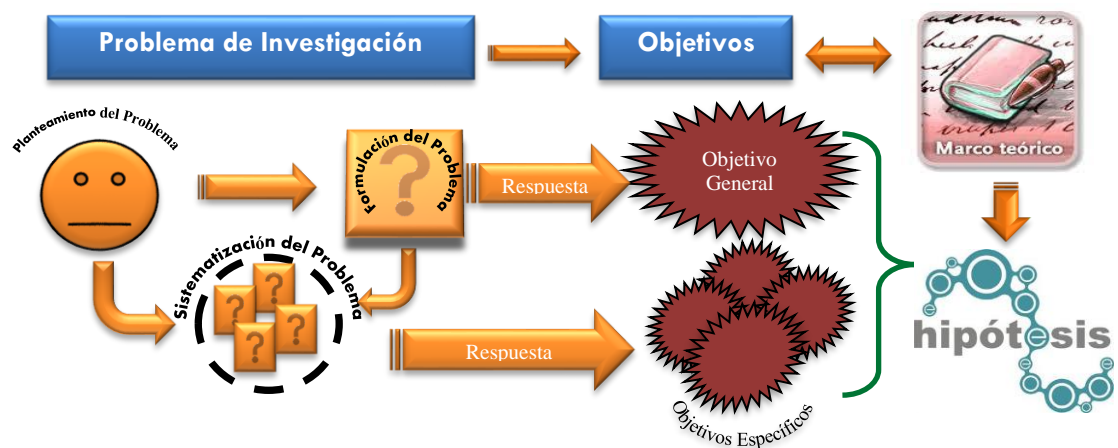 Problema de Investigación
Objetivos
Marco teórico
Planteamiento del Problema
Formulación del Problema
?
Respuesta
Objetivo
General
Sistematización del Problema
?
?
?
?
Respuesta
Objetivos Específicos
hipótesis